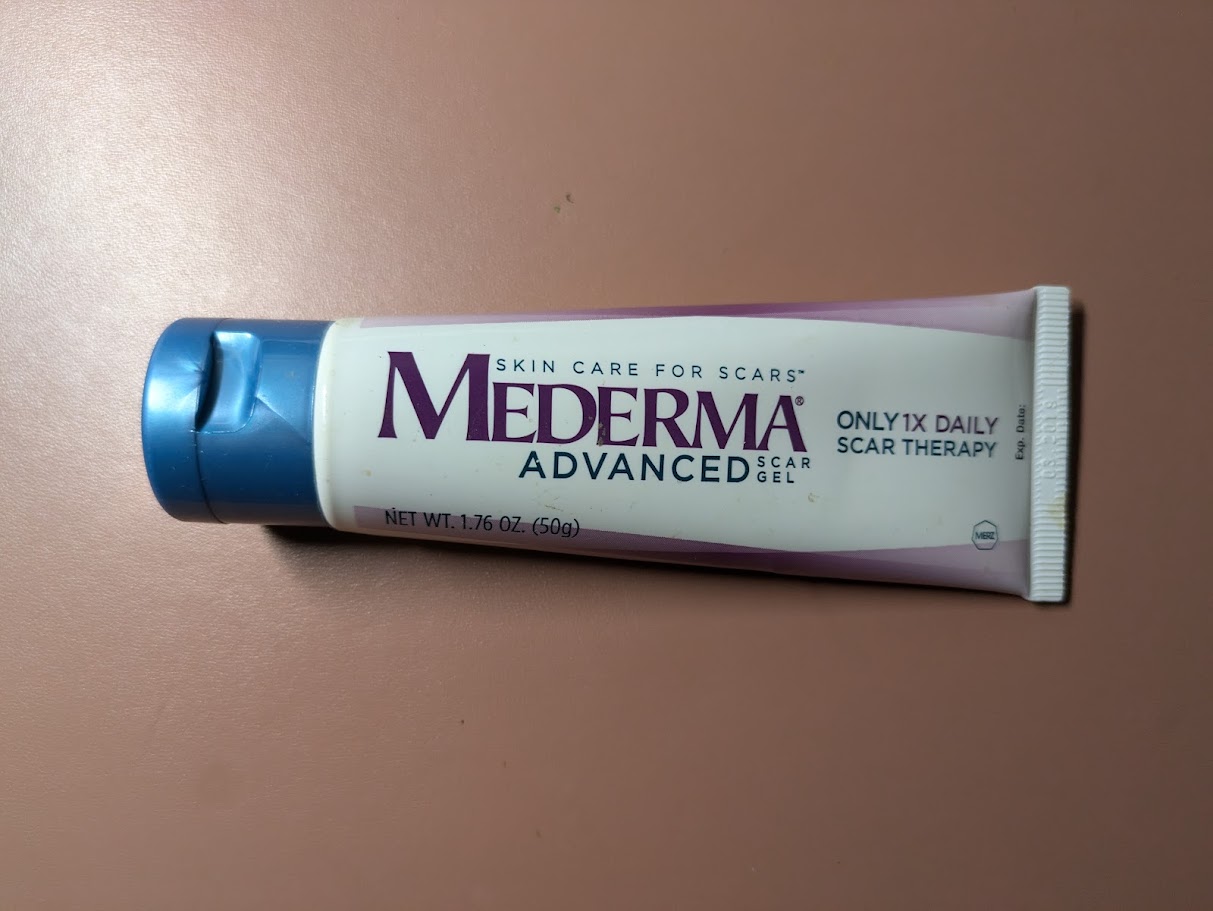 SKIN CARE FOR SCARS™
MEDERMA®
ADVANCED SCAR GEL
ONLY 1X DAILY
SCAR THERAPY
NET WT. 1.76 OZ. (50g)
Exp. Date:
MERZ